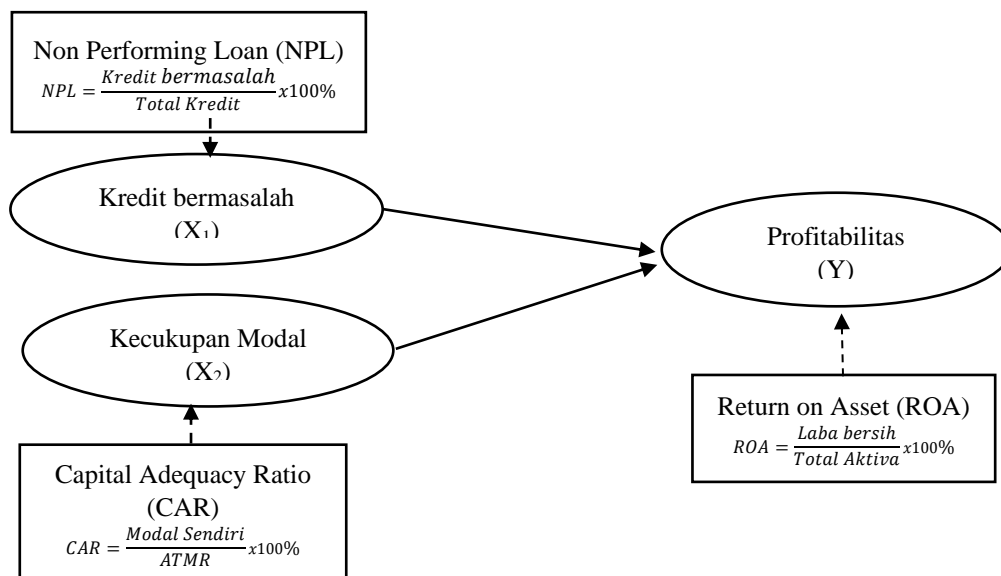 Non Performing Loan (NPL)
NPL = Kredit bermasalah / Total Kredit x100%
Kredit bermasalah
(X₁)
Profitabilitas
(Y)
Kecukupan Modal
(X₂)
Return on Asset (ROA)
ROA = Laba bersih / Total Aktiva x100%
Capital Adequacy Ratio
(CAR)
CAR = Modal Sendiri / ATMR x100%